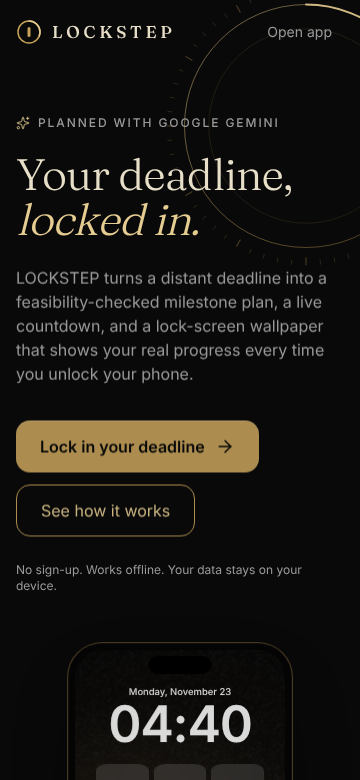 LOCKSTEP
Open app
PLANNED WITH GOOGLE GEMINI
Your deadline,
locked in.
LOCKSTEP turns a distant deadline into a
feasibility-checked milestone plan, a live
countdown, and a lock-screen wallpaper
that shows your real progress every time
you unlock your phone.
Lock in your deadline →
See how it works
No sign-up. Works offline. Your data stays on your
device.
Monday, November 23
04:40